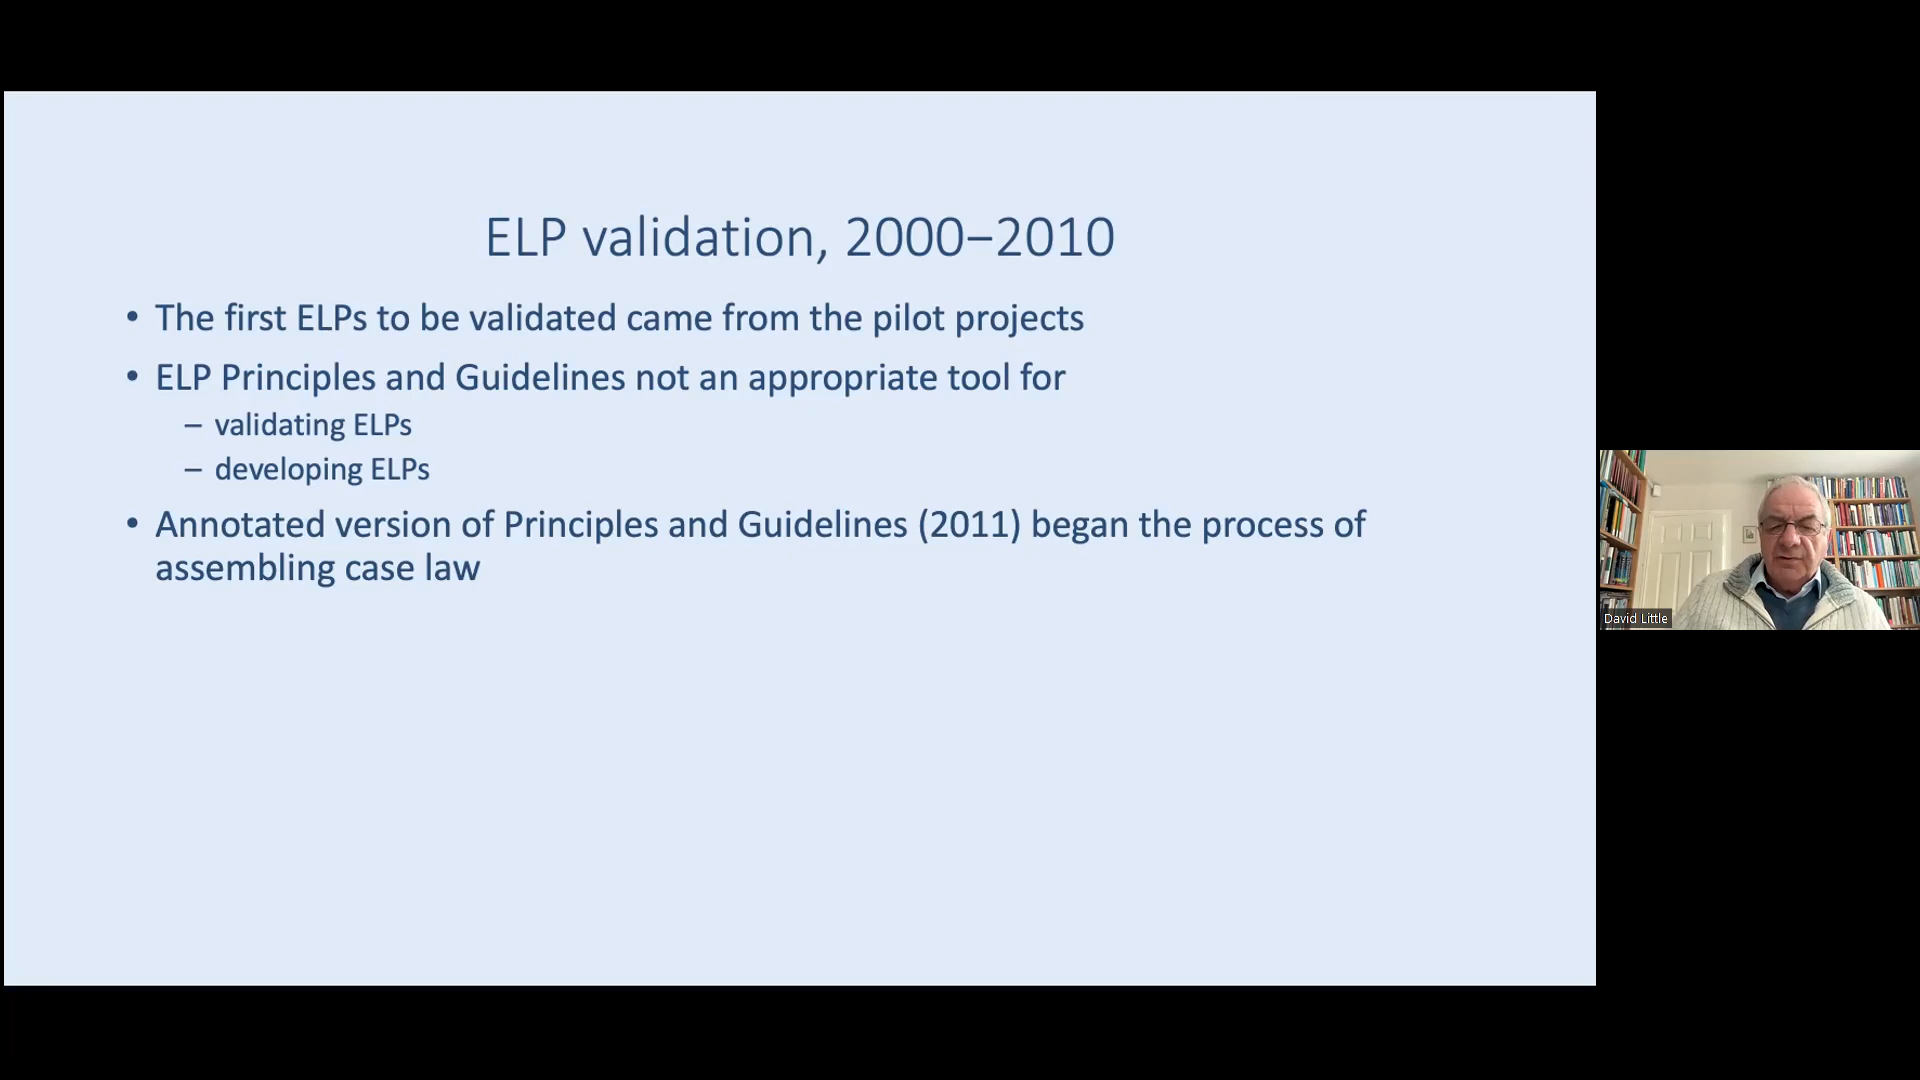 ELP validation, 2000–2010
• The first ELPs to be validated came from the pilot projects
• ELP Principles and Guidelines not an appropriate tool for
– validating ELPs
– developing ELPs
• Annotated version of Principles and Guidelines (2011) began the process of
assembling case law
David Little